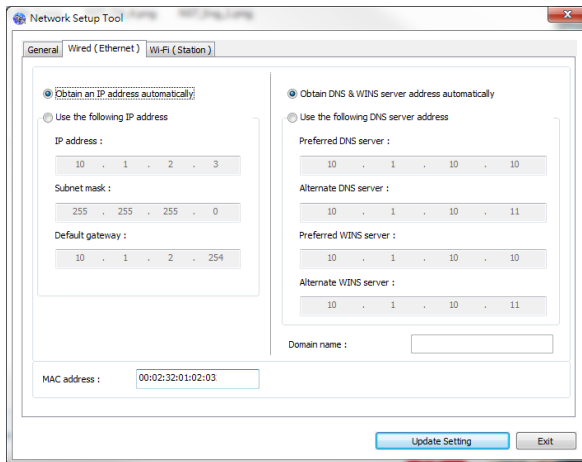 Network Setup Tool
General Wired ( Ethernet ) Wi-Fi ( Station )
Obtain an IP address automatically
Use the following IP address
IP address :
10 . 1 . 2 . 3
Subnet mask :
255 . 255 . 255 . 0
Default gateway :
10 . 1 . 2 . 254
Obtain DNS & WINS server address automatically
Use the following DNS server address
Preferred DNS server :
10 . 1 . 10 . 10
Alternate DNS server :
10 . 1 . 10 . 11
Preferred WINS server :
10 . 1 . 10 . 10
Alternate WINS server :
10 . 1 . 10 . 11
Domain name :
MAC address : 00:02:32:01:02:03
Update Setting Exit